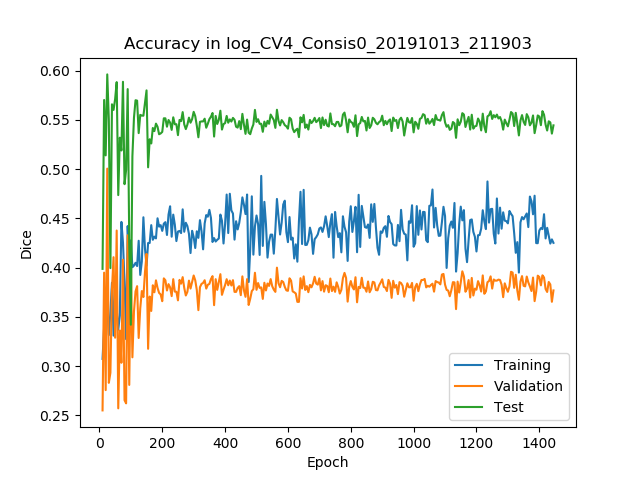 Accuracy in log_CV4_Consis0_20191013_211903
0.60
0.55
0.50
0.45
0.40
0.35
0.30
0.25
Dice
0 200 400 600 800 1000 1200 1400
Epoch
Training
Validation
Test